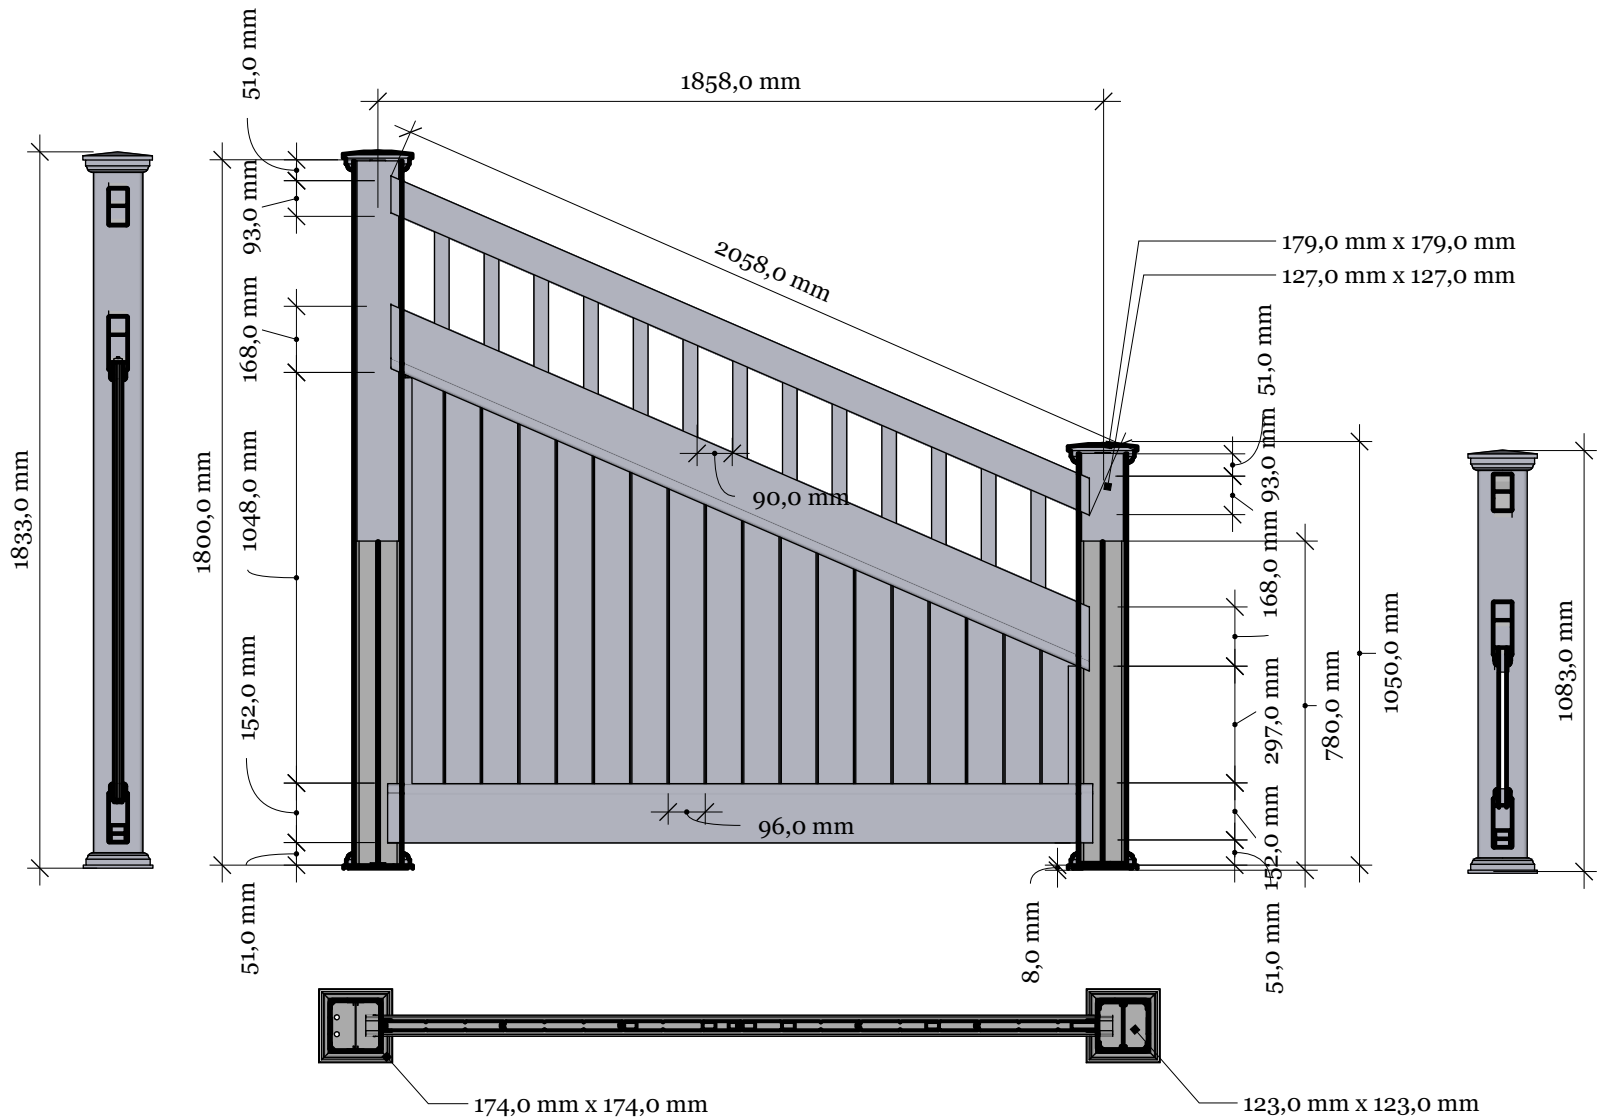 51,0 mm
1858,0 mm
93,0 mm
2058,0 mm
179,0 mm x 179,0 mm
127,0 mm x 127,0 mm
168,0 mm
51,0 mm
93,0 mm
1833,0 mm
1800,0 mm
1048,0 mm
90,0 mm
168,0 mm
1050,0 mm
1083,0 mm
152,0 mm
297,0 mm
780,0 mm
96,0 mm
152,0 mm
51,0 mm
8,0 mm
51,0 mm
174,0 mm x 174,0 mm
123,0 mm x 123,0 mm